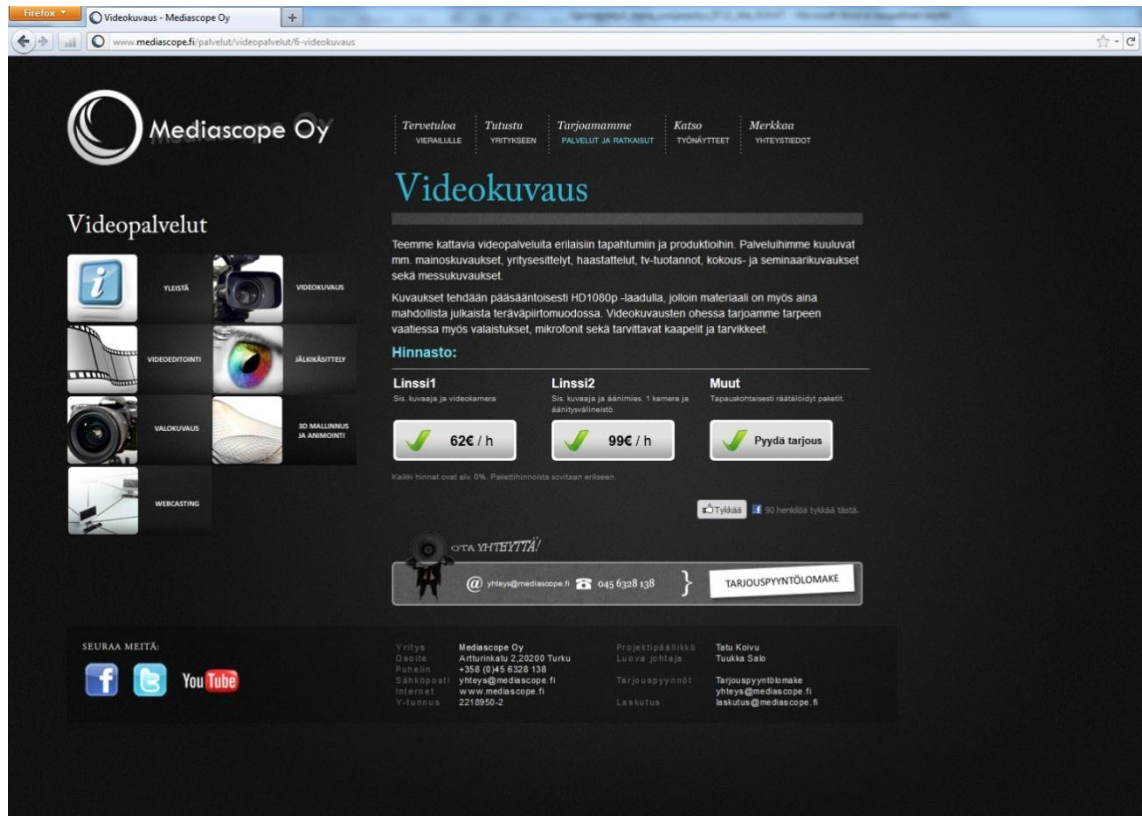 Firefox
Videokuvaus - Mediascope Oy
www.mediascope.fi/palvelut/videopalvelut/6-videokuvaus
Mediascope Oy
Tervetuloa
VIERAILULLE
Tutustu
YRITYKSEEN
Tarjoamamme
PALVELUT JA RATKAISUT
Katso
TYÖNÄYTTEET
Merkkaa
YHTEYSTIEDOT
Videopalvelut
YLEISTÄ
VIDEOKUVAUS
VIDEOEDITOINTI
JÄLKIKÄSITTELY
VALOKUVAUS
3D MALLINNUS
JA ANIMOINTI
WEBCASTING
Videokuvaus
Teemme kattavia videopalveluita erilaisiin tapahtumiin ja produktioihin. Palveluihimme kuuluvat
mm. mainoskuvaukset, yritysesittelyt, haastattelut, tv-tuotannot, kokous- ja seminaarikuvaukset
sekä messukuvaukset.
Kuvaukset tehdään pääsääntoisesti HD1080p -laadulla, jolloin materiaali on myös aina
mahdollista julkaista teräväpiirtomuodossa. Videokuvausten ohessa tarjoamme tarpeen
vaatiessa myös valaistukset, mikrofonit sekä tarvittavat kaapelit ja tarvikkeet.
Hinnasto:
Linssi1
Sis. kuvaaja ja videokamera
62€ / h
Linssi2
Sis. kuvaaja ja äänimies. 1 kamera ja
äänitysvälineistö.
99€ / h
Muut
Tapauskohtaisesti räätälöidyt paketit.
Pyydä tarjous
Kaikki hinnat ovat alv. 0%. Pakettihinnoista sovitaan erikseen.
Tykkää
90 henkilöä tykkää tästä.
OTA YHTEYTTÄ!
@ yhteys@mediascope.fi 045 6328 138 }
TARJOUSPYYNTÖLOMAKE
SEURAA MEITÄ:
You Tube
Yritys Mediascope Oy
Osoite Artturinkatu 2,20200 Turku
Puhelin +358 (0)45 6328 138
Sähköposti yhteys@mediascope.fi
Internet www.mediascope.fi
Y-tunnus 2218950-2
Projektipäällikkö Tatu Koivu
Luova johtaja Tuukka Salo
Tarjouspyynnöt Tarjouspyyntölomake
yhteys@mediascope.fi
Laskutus laskutus@mediascope.fi